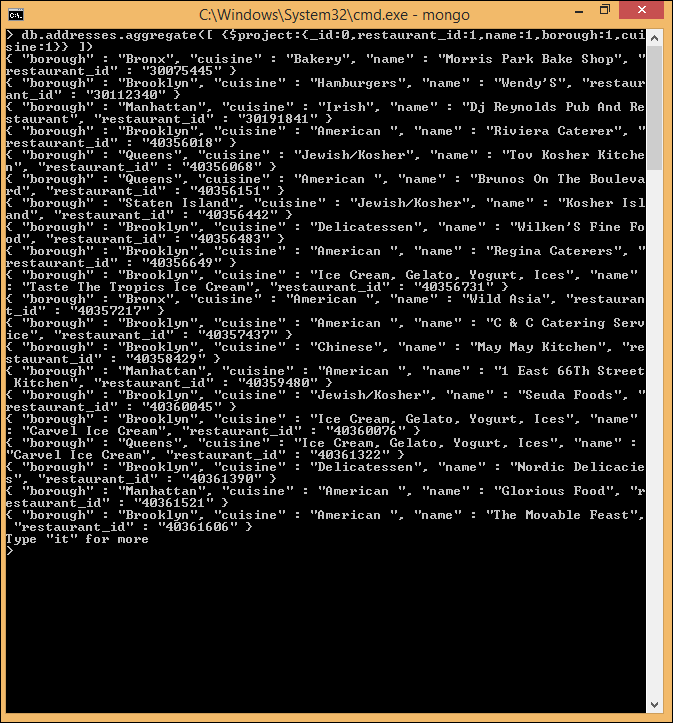 C:\Windows\System32\cmd.exe - mongo
> db.addresses.aggregate([ {$project:{_id:0,restaurant_id:1,name:1,borough:1,cui
sine:1}} ])
{ "borough" : "Bronx", "cuisine" : "Bakery", "name" : "Morris Park Bake Shop", "
restaurant_id" : "30075445" }
{ "borough" : "Brooklyn", "cuisine" : "Hamburgers", "name" : "Wendy'S", "restaur
ant_id" : "30112340" }
{ "borough" : "Manhattan", "cuisine" : "Irish", "name" : "Dj Reynolds Pub And Re
staurant", "restaurant_id" : "30191841" }
{ "borough" : "Brooklyn", "cuisine" : "American ", "name" : "Riviera Caterer", "
restaurant_id" : "40356018" }
{ "borough" : "Queens", "cuisine" : "Jewish/Kosher", "name" : "Tov Kosher Kitche
n", "restaurant_id" : "40356068" }
{ "borough" : "Queens", "cuisine" : "American ", "name" : "Brunos On The Bouleva
rd", "restaurant_id" : "40356151" }
{ "borough" : "Staten Island", "cuisine" : "Jewish/Kosher", "name" : "Kosher Isl
and", "restaurant_id" : "40356442" }
{ "borough" : "Brooklyn", "cuisine" : "Delicatessen", "name" : "Wilken'S Fine Fo
od", "restaurant_id" : "40356483" }
{ "borough" : "Brooklyn", "cuisine" : "American ", "name" : "Regina Caterers", "
restaurant_id" : "40356649" }
{ "borough" : "Brooklyn", "cuisine" : "Ice Cream, Gelato, Yogurt, Ices", "name"
: "Taste The Tropics Ice Cream", "restaurant_id" : "40356731" }
{ "borough" : "Bronx", "cuisine" : "American ", "name" : "Wild Asia", "restauran
t_id" : "40357217" }
{ "borough" : "Brooklyn", "cuisine" : "American ", "name" : "C & C Catering Serv
ice", "restaurant_id" : "40357437" }
{ "borough" : "Brooklyn", "cuisine" : "Chinese", "name" : "May May Kitchen", "re
staurant_id" : "40358429" }
{ "borough" : "Manhattan", "cuisine" : "American ", "name" : "1 East 66Th Street
 Kitchen", "restaurant_id" : "40359480" }
{ "borough" : "Brooklyn", "cuisine" : "Jewish/Kosher", "name" : "Seuda Foods", "
restaurant_id" : "40360045" }
{ "borough" : "Brooklyn", "cuisine" : "Ice Cream, Gelato, Yogurt, Ices", "name"
: "Carvel Ice Cream", "restaurant_id" : "40360076" }
{ "borough" : "Queens", "cuisine" : "Ice Cream, Gelato, Yogurt, Ices", "name" :
"Carvel Ice Cream", "restaurant_id" : "40361322" }
{ "borough" : "Brooklyn", "cuisine" : "Delicatessen", "name" : "Nordic Delicacie
s", "restaurant_id" : "40361390" }
{ "borough" : "Manhattan", "cuisine" : "American ", "name" : "Glorious Food", "r
estaurant_id" : "40361521" }
{ "borough" : "Brooklyn", "cuisine" : "American ", "name" : "The Movable Feast",
 "restaurant_id" : "40361606" }
Type "it" for more
>